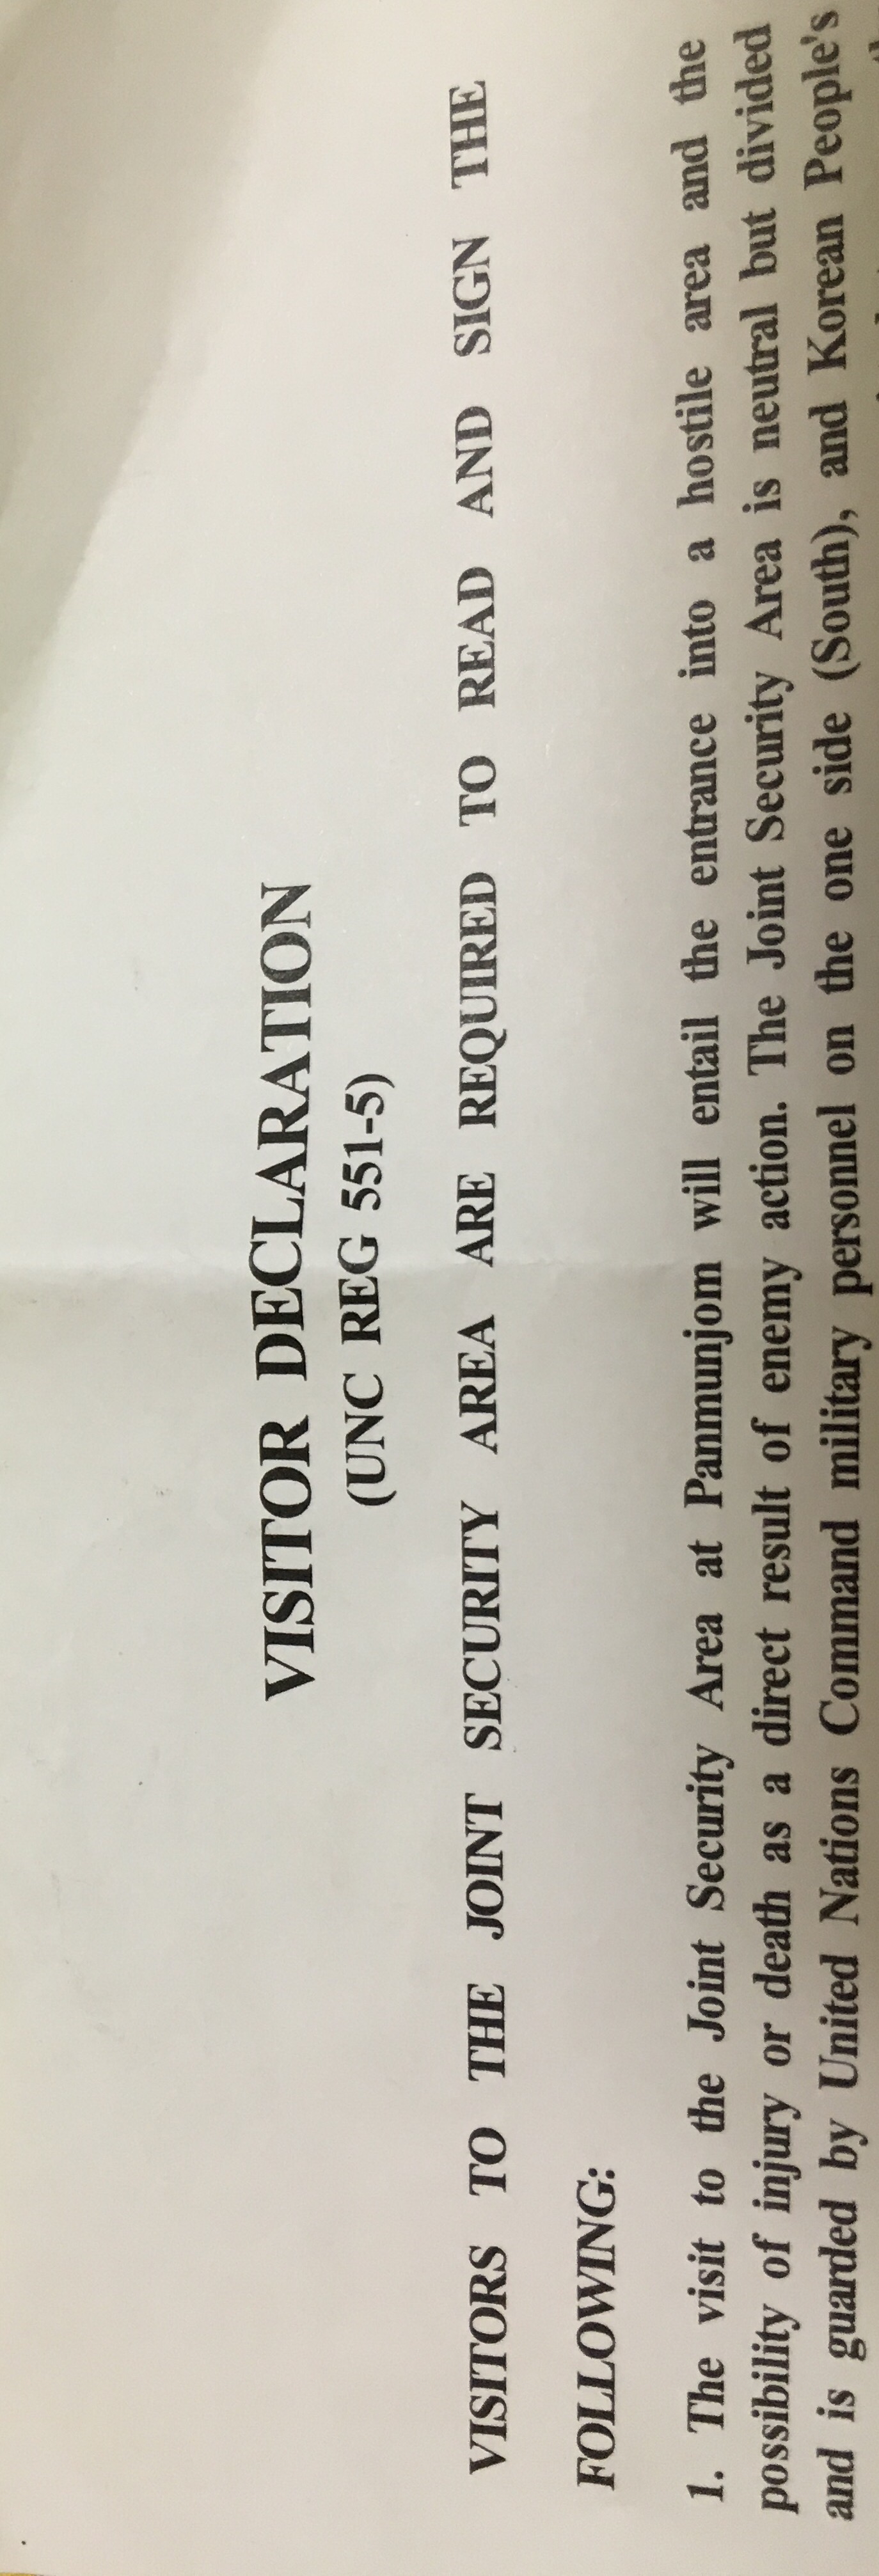 VISITOR DECLARATION
(UNC REG 551-5)
VISITORS TO THE JOINT SECURITY AREA ARE REQUIRED TO READ AND SIGN THE
FOLLOWING:
1. The visit to the Joint Security Area at Panmunjom will entail the entrance into a hostile area and the
possibility of injury or death as a direct result of enemy action. The Joint Security Area is neutral but divided
and is guarded by United Nations Command military personnel on the one side (South), and Korean People's